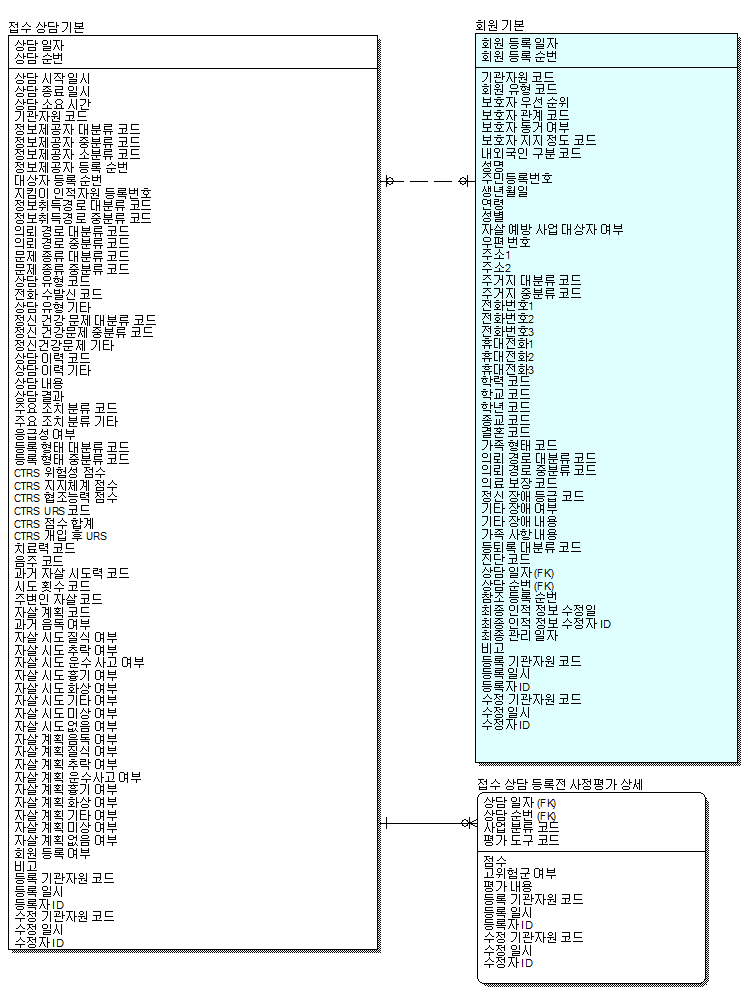 접수 상담 기본
상담 일자
상담 순번
상담 시작 일시
상담 종료 일시
상담 소요 시간
기관자원 코드
정보제공자 대분류 코드
정보제공자 중분류 코드
정보제공자 소분류 코드
정보제공자 등록 순번
대상자 등록 순번
지킴이 인적자원 등록번호
정보취득경로 대분류 코드
정보취득경로 중분류 코드
의뢰 경로 대분류 코드
의뢰 경로 중분류 코드
문제 종류 대분류 코드
문제 종류 중분류 코드
상담 유형 코드
전화 수발신 코드
상담 유형 기타
정신 건강 문제 대분류 코드
정신 건강문제 중분류 코드
정신건강문제 기타
상담 이력 코드
상담 이력 기타
상담 내용
상담 결과
주요 조치 분류 코드
주요 조치 분류 기타
응급성 여부
등록 형태 대분류 코드
등록 형태 중분류 코드
CTRS 위험성 점수
CTRS 지지체계 점수
CTRS 협조능력 점수
CTRS URS 코드
CTRS 점수 합계
CTRS 개입 후 URS
치료력 코드
음주 코드
과거 자살 시도력 코드
시도 횟수 코드
주변인 자살 코드
자살 계획 코드
과거 음독 여부
자살 시도 질식 여부
자살 시도 추락 여부
자살 시도 운수 사고 여부
자살 시도 흉기 여부
자살 시도 화상 여부
자살 시도 기타 여부
자살 시도 미상 여부
자살 시도 없음 여부
자살 계획 음독 여부
자살 계획 질식 여부
자살 계획 추락 여부
자살 계획 운수사고 여부
자살 계획 흉기 여부
자살 계획 화상 여부
자살 계획 기타 여부
자살 계획 미상 여부
자살 계획 없음 여부
회원 등록 여부
비고
등록 기관자원 코드
등록 일시
등록자 ID
수정 기관자원 코드
수정 일시
수정자 ID
회원 기본
회원 등록 일자
회원 등록 순번
기관자원 코드
회원 유형 코드
보호자 우선 순위
보호자 관계 코드
보호자 동거 여부
보호자 지지 정도 코드
내외국인 구분 코드
성명
주민등록번호
생년월일
연령
성별
자살 예방 사업 대상자 여부
우편 번호
주소1
주소2
주거지 대분류 코드
주거지 중분류 코드
전화번호1
전화번호2
전화번호3
휴대전화1
휴대전화2
휴대전화3
학력 코드
학교 코드
학년 코드
종교 코드
결혼 코드
가족 형태 코드
의뢰 경로 대분류 코드
의뢰 경로 중분류 코드
의료 보장 코드
정신 장애 등급 코드
기타 장애 여부
기타 장애 내용
가족 사항 내용
등퇴록 대분류 코드
진단 코드
상담 일자 (FK)
상담 순번 (FK)
참조 등록 순번
최종 인적 정보 수정일
최종 인적 정보 수정자 ID
최종 관리 일자
비고
등록 기관자원 코드
등록 일시
등록자 ID
수정 기관자원 코드
수정 일시
수정자 ID
접수 상담 등록전 사정평가 상세
상담 일자 (FK)
상담 순번 (FK)
사업 분류 코드
평가 도구 코드
점수
고위험군 여부
평가 내용
등록 기관자원 코드
등록 일시
등록자 ID
수정 기관자원 코드
수정 일시
수정자 ID